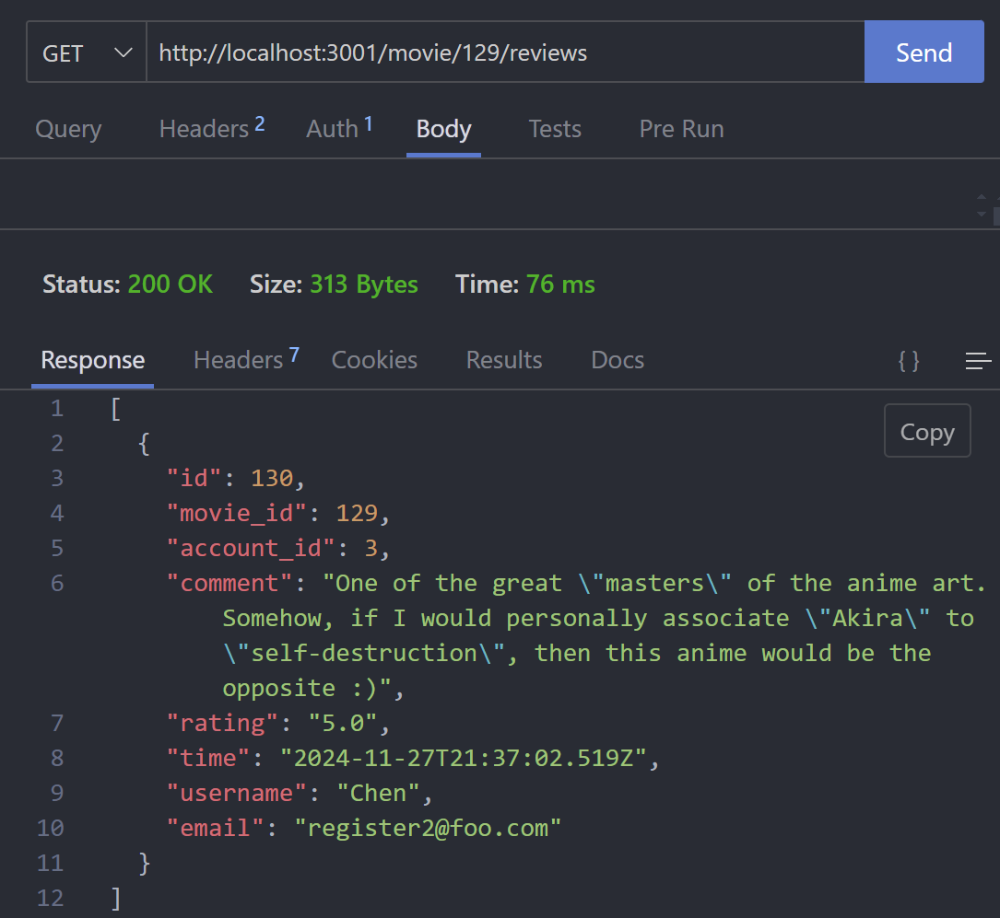 GET http://localhost:3001/movie/129/reviews Send
Query Headers 2 Auth 1 Body Tests Pre Run
Status: 200 OK Size: 313 Bytes Time: 76 ms
Response Headers 7 Cookies Results Docs { }
Copy
1 [
2 {
3 "id": 130,
4 "movie_id": 129,
5 "account_id": 3,
6 "comment": "One of the great \"masters\" of the anime art.
Somehow, if I would personally associate \"Akira\" to
\"self-destruction\", then this anime would be the
opposite :)",
7 "rating": "5.0",
8 "time": "2024-11-27T21:37:02.519Z",
9 "username": "Chen",
10 "email": "register2@foo.com"
11 }
12 ]